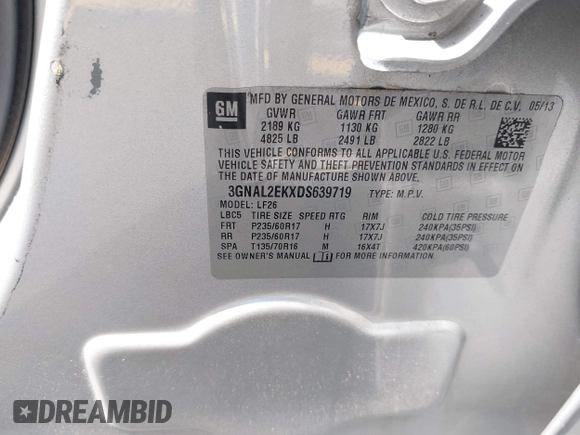 GM
MFD BY GENERAL MOTORS DE MEXICO, S. DE R.L. DE C.V. 05/13
GVWR GAWR FRT GAWR RR
2189 KG 1130 KG 1280 KG
4825 LB 2491 LB 2822 LB
THIS VEHICLE CONFORMS TO ALL APPLICABLE U.S. FEDERAL MOTOR
VEHICLE SAFETY AND THEFT PREVENTION STANDARDS IN EFFECT ON
THE DATE OF MANUFACTURE SHOWN ABOVE.
3GNAL2EKXDS639719 TYPE: M.P.V.
MODEL: LF26
LBC5 TIRE SIZE SPEED RTG RIM COLD TIRE PRESSURE
FRT P235/60R17 H 17X7J 240KPA(35PSI)
RR P235/60R17 H 17X7J 240KPA(35PSI)
SPA T135/70R16 M 16X4T 420KPA(60PSI)
SEE OWNER'S MANUAL FOR MORE INFORMATION
DREAMBID